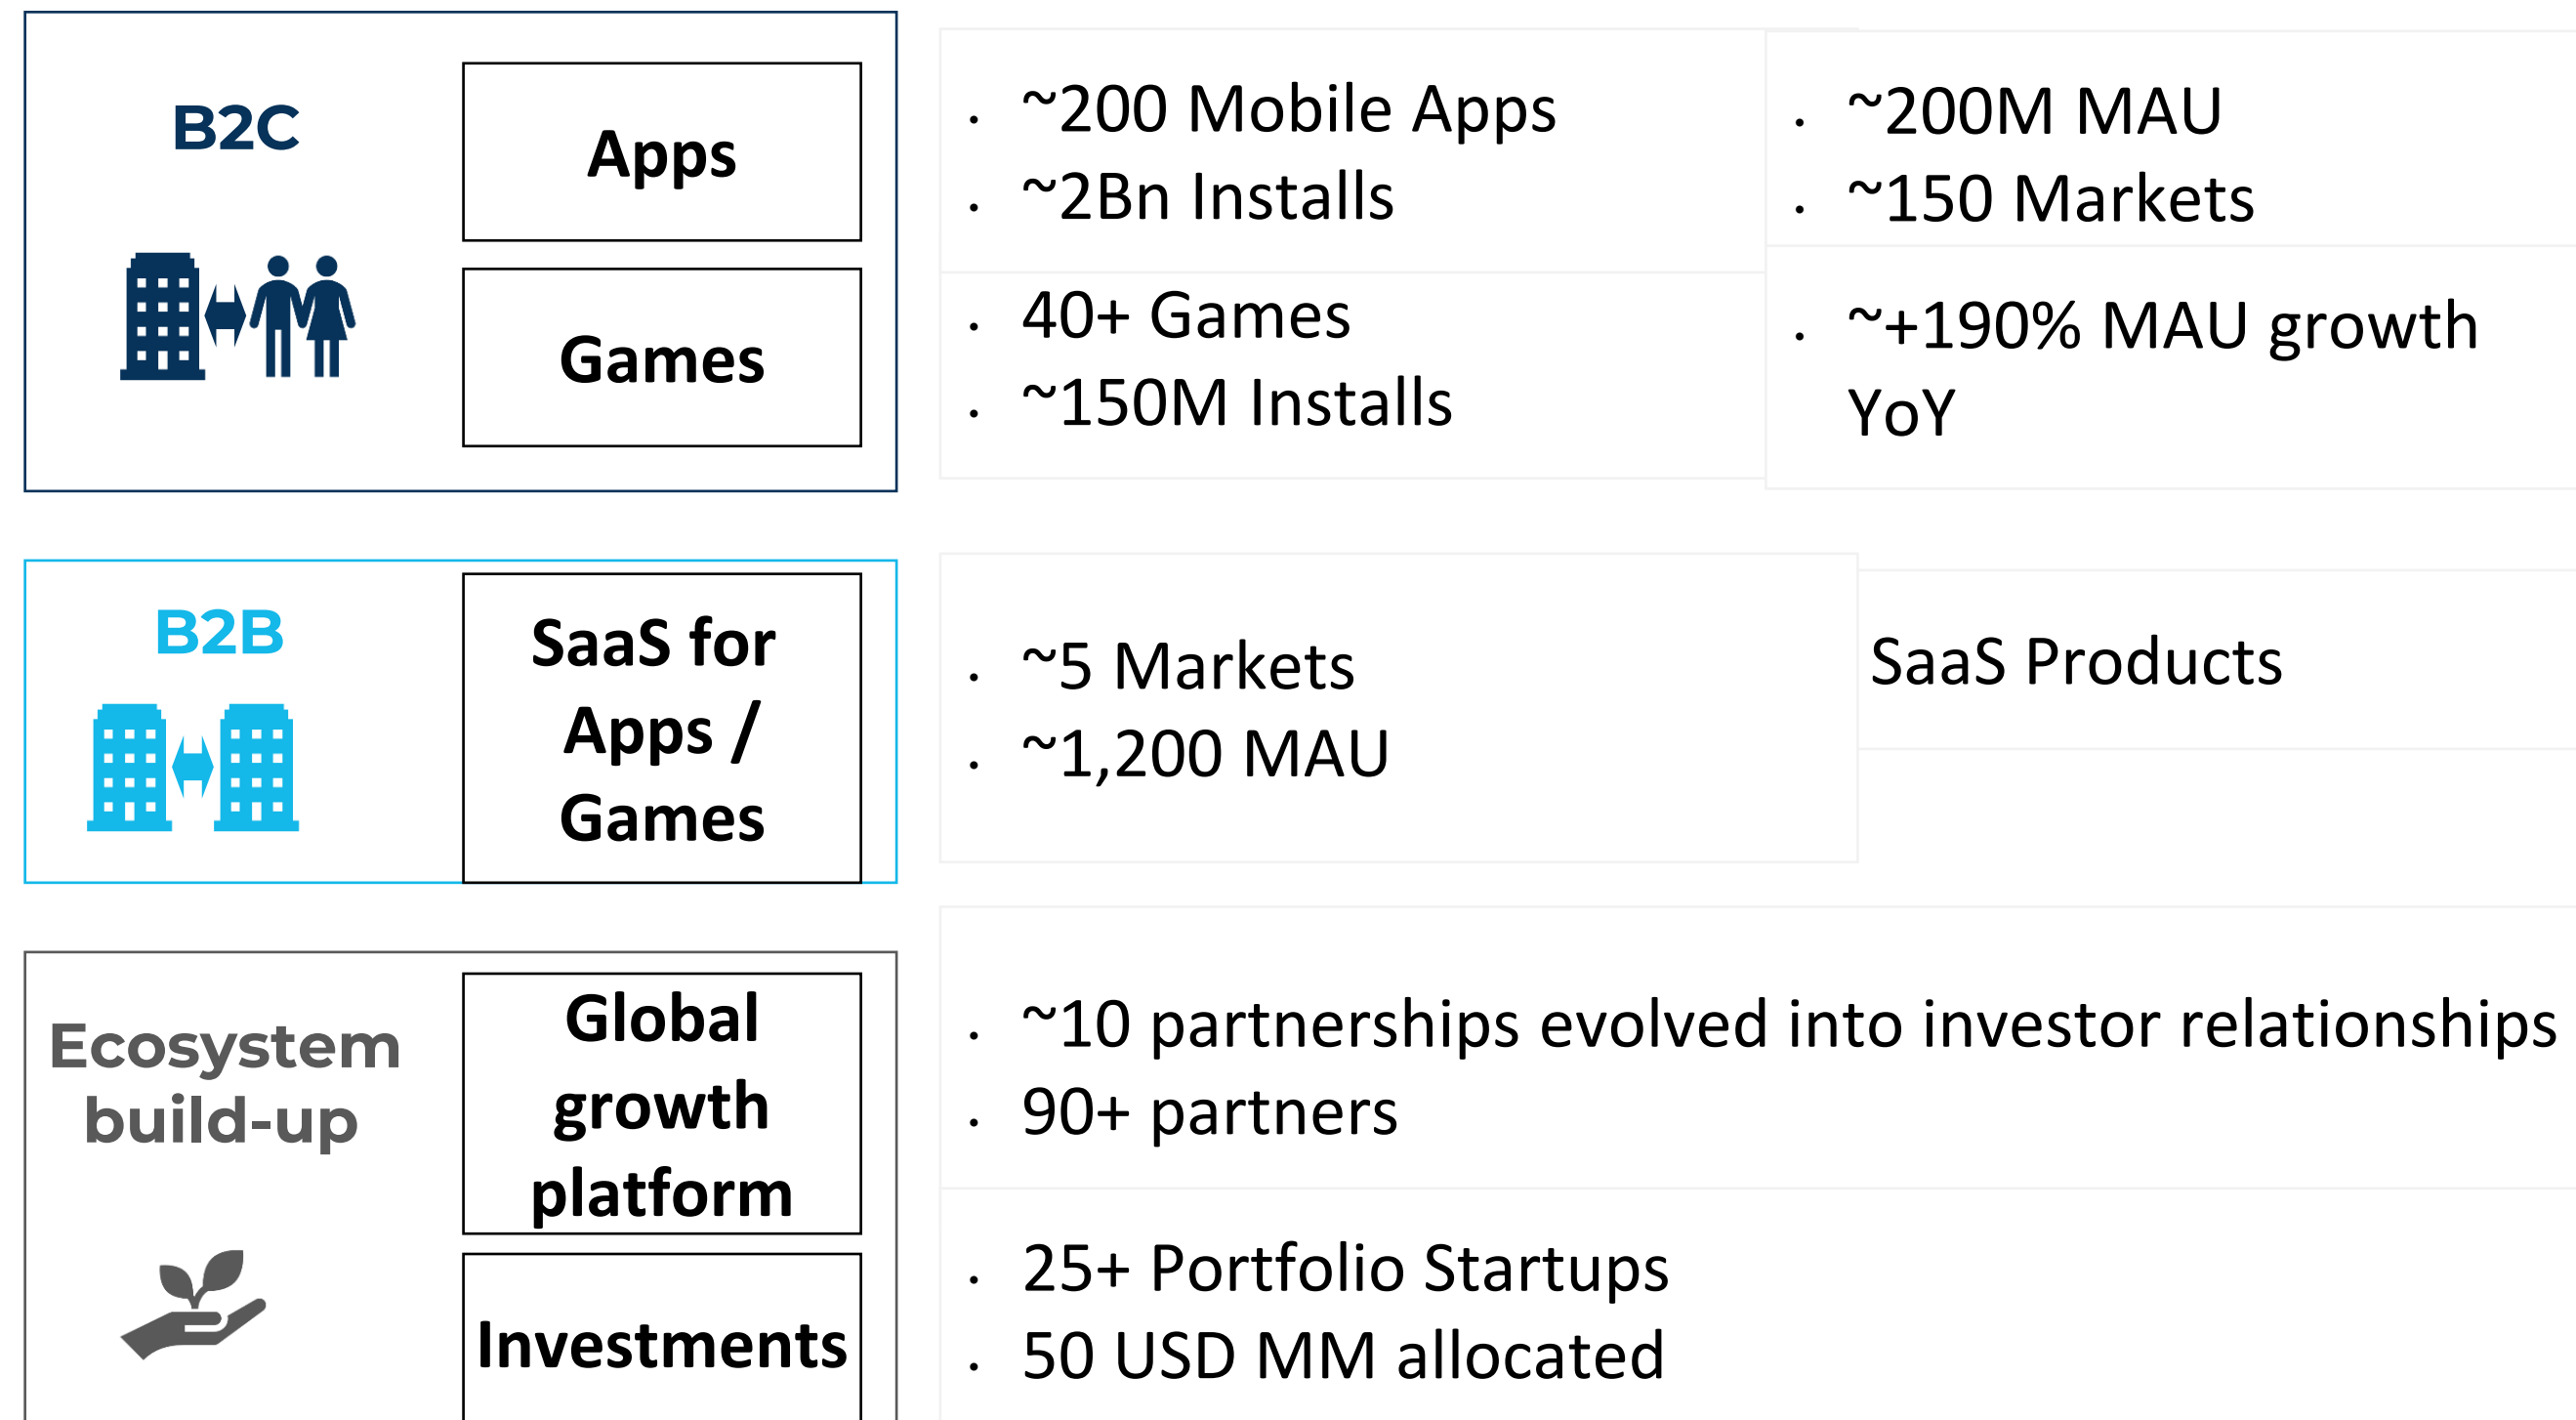 B2C
Apps
• ~200 Mobile Apps
• ~2Bn Installs
• ~200M MAU
• ~150 Markets
Games
• 40+ Games
• ~150M Installs
• ~+190% MAU growth
YoY
B2B
SaaS for
Apps /
Games
• ~5 Markets
• ~1,200 MAU
SaaS Products
Ecosystem
build-up
Global
growth
platform
• ~10 partnerships evolved into investor relationships
• 90+ partners
Investments
• 25+ Portfolio Startups
• 50 USD MM allocated